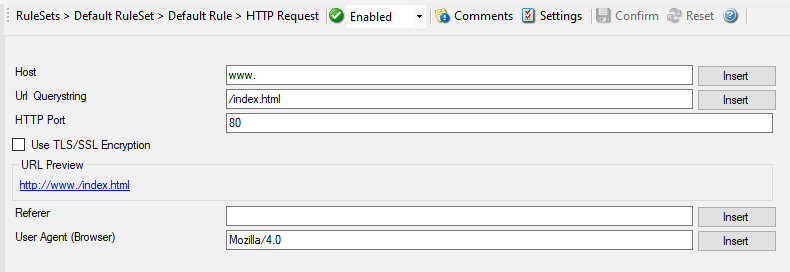 RuleSets > Default RuleSet > Default Rule > HTTP Request Enabled Comments Settings Confirm Reset
Host www. Insert
Url Querystring /index.html Insert
HTTP Port 80
Use TLS/SSL Encryption
URL Preview
http://www./index.html
Referer Insert
User Agent (Browser) Mozilla/4.0 Insert